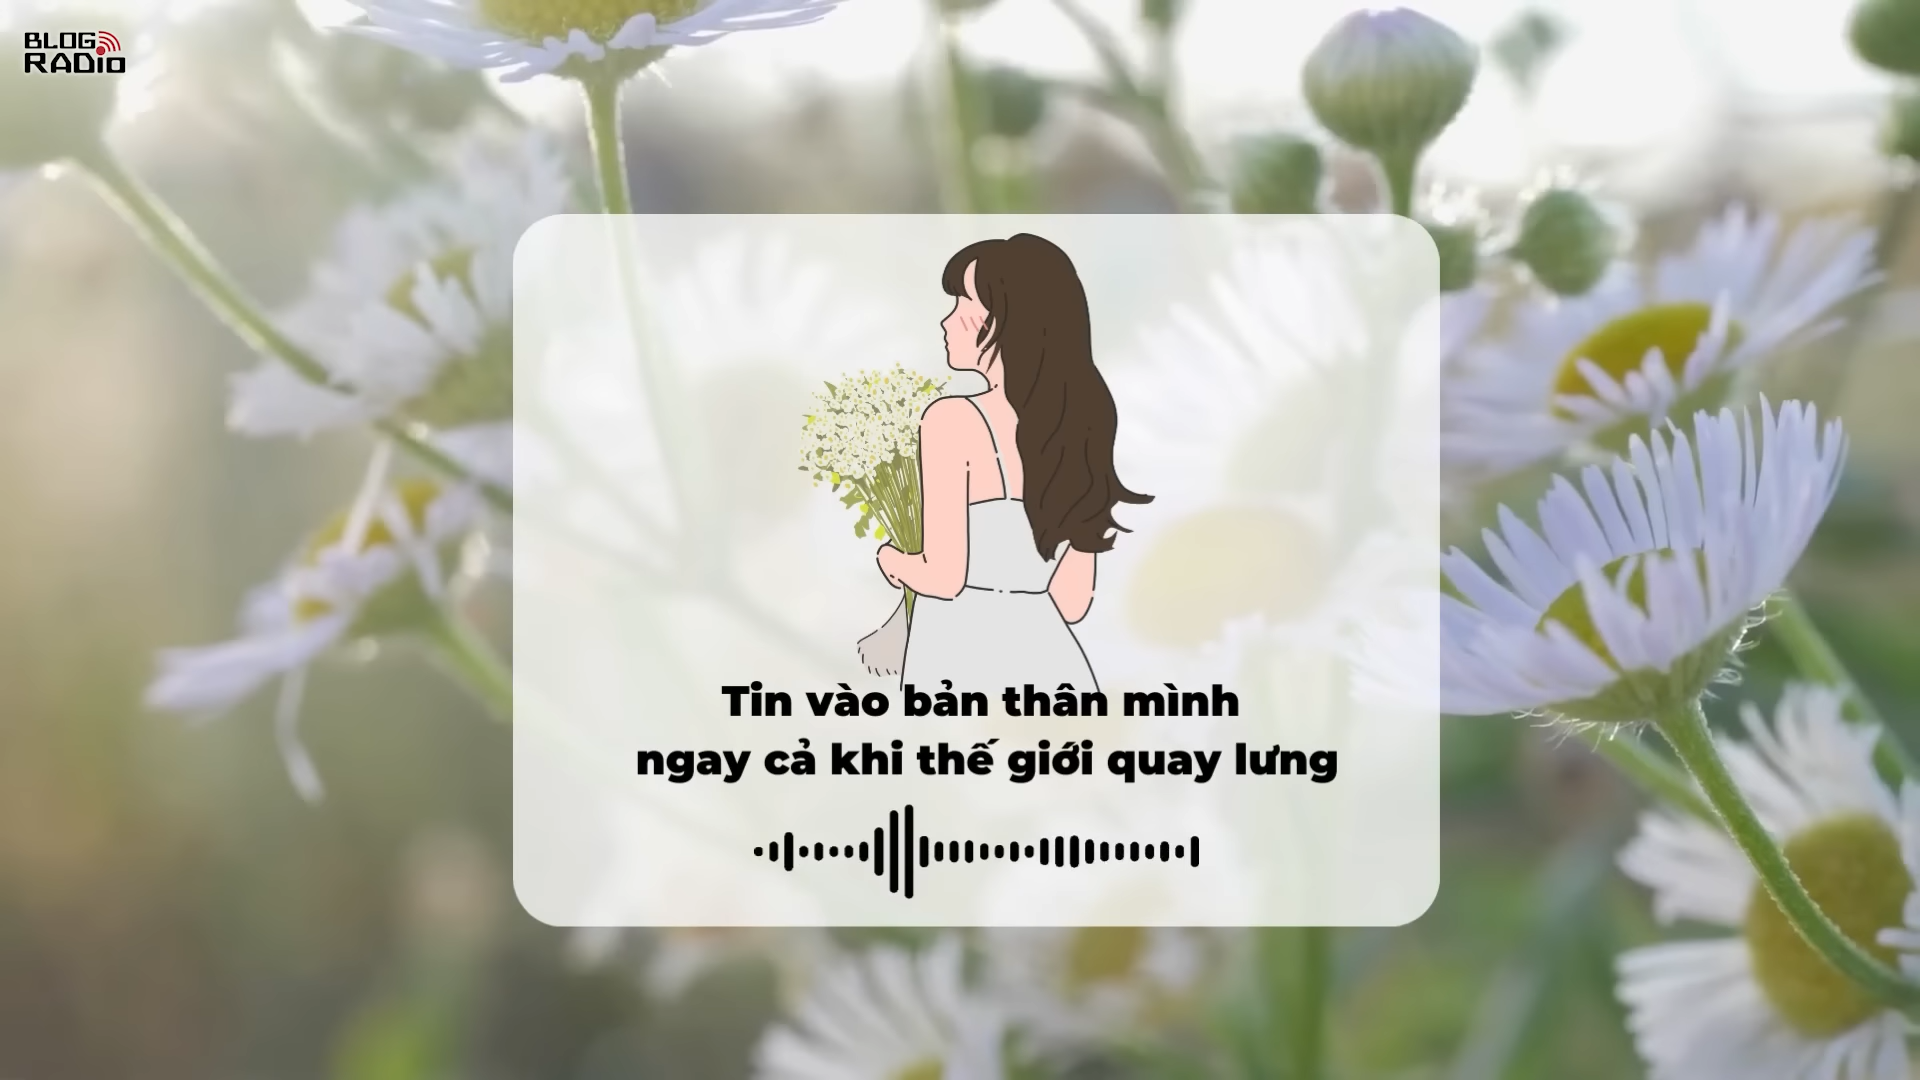 BLOG
RADIO
Tin vào bản thân mình
ngay cả khi thế giới quay lưng